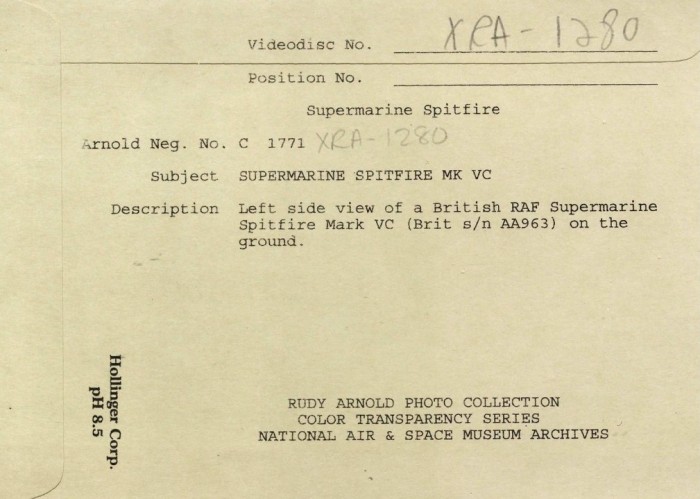 Videodisc No. XRA-1280
Position No.
Supermarine Spitfire
Arnold Neg. No. C 1771 XRA-1280
Subject SUPERMARINE SPITFIRE MK VC
Description Left side view of a British RAF Supermarine
Spitfire Mark VC (Brit s/n AA963) on the
ground.
Hollinger Corp.
pH 8.5
RUDY ARNOLD PHOTO COLLECTION
COLOR TRANSPARENCY SERIES
NATIONAL AIR & SPACE MUSEUM ARCHIVES